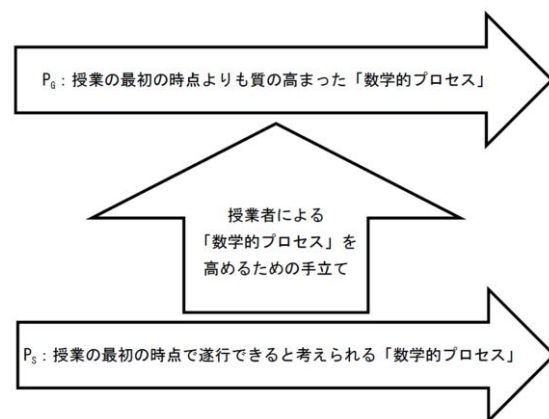 P_G：授業の最初の時点よりも質の高まった「数学的プロセス」
授業者による
「数学的プロセス」を
高めるための手立て
P_S：授業の最初の時点で遂行できると考えられる「数学的プロセス」